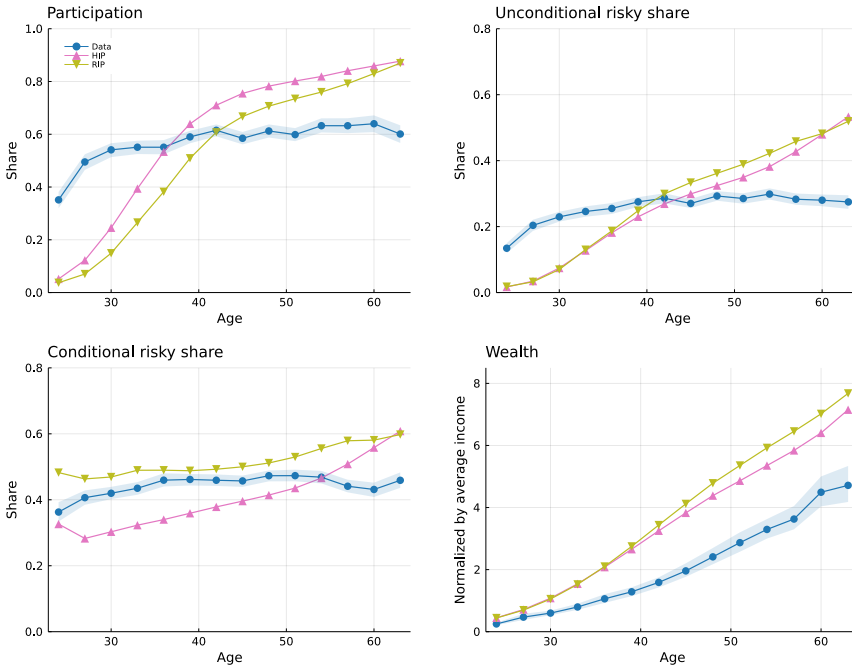 Participation
Share
1.0
0.8
0.6
0.4
0.2
0.0
Data
HIP
RIP
30
40
50
60
Age
Unconditional risky share
Share
0.8
0.6
0.4
0.2
0.0
30
40
50
60
Age
Conditional risky share
Share
0.8
0.6
0.4
0.2
0.0
30
40
50
60
Age
Wealth
Normalized by average income
8
6
4
2
0
30
40
50
60
Age